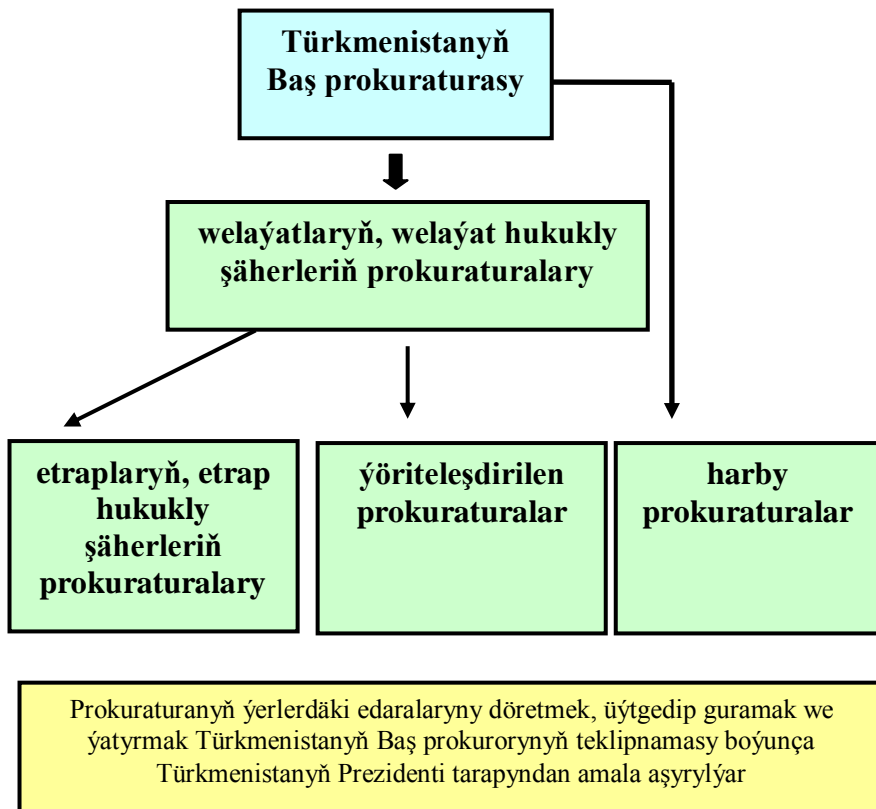 Türkmenistanyň
Baş prokuraturasy
welaýatlaryň, welaýat hukukly
şäherleriň prokuraturalary
etraplaryň, etrap
hukukly
şäherleriň
prokuraturalary
ýöriteleşdirilen
prokuraturalar
harby
prokuraturalar
Prokuraturanyň ýerlerdäki edaralaryny döretmek, üýtgedip guramak we
ýatyrmak Türkmenistanyň Baş prokurorynyň teklipnamasy boýunça
Türkmenistanyň Prezidenti tarapyndan amala aşyrylýar